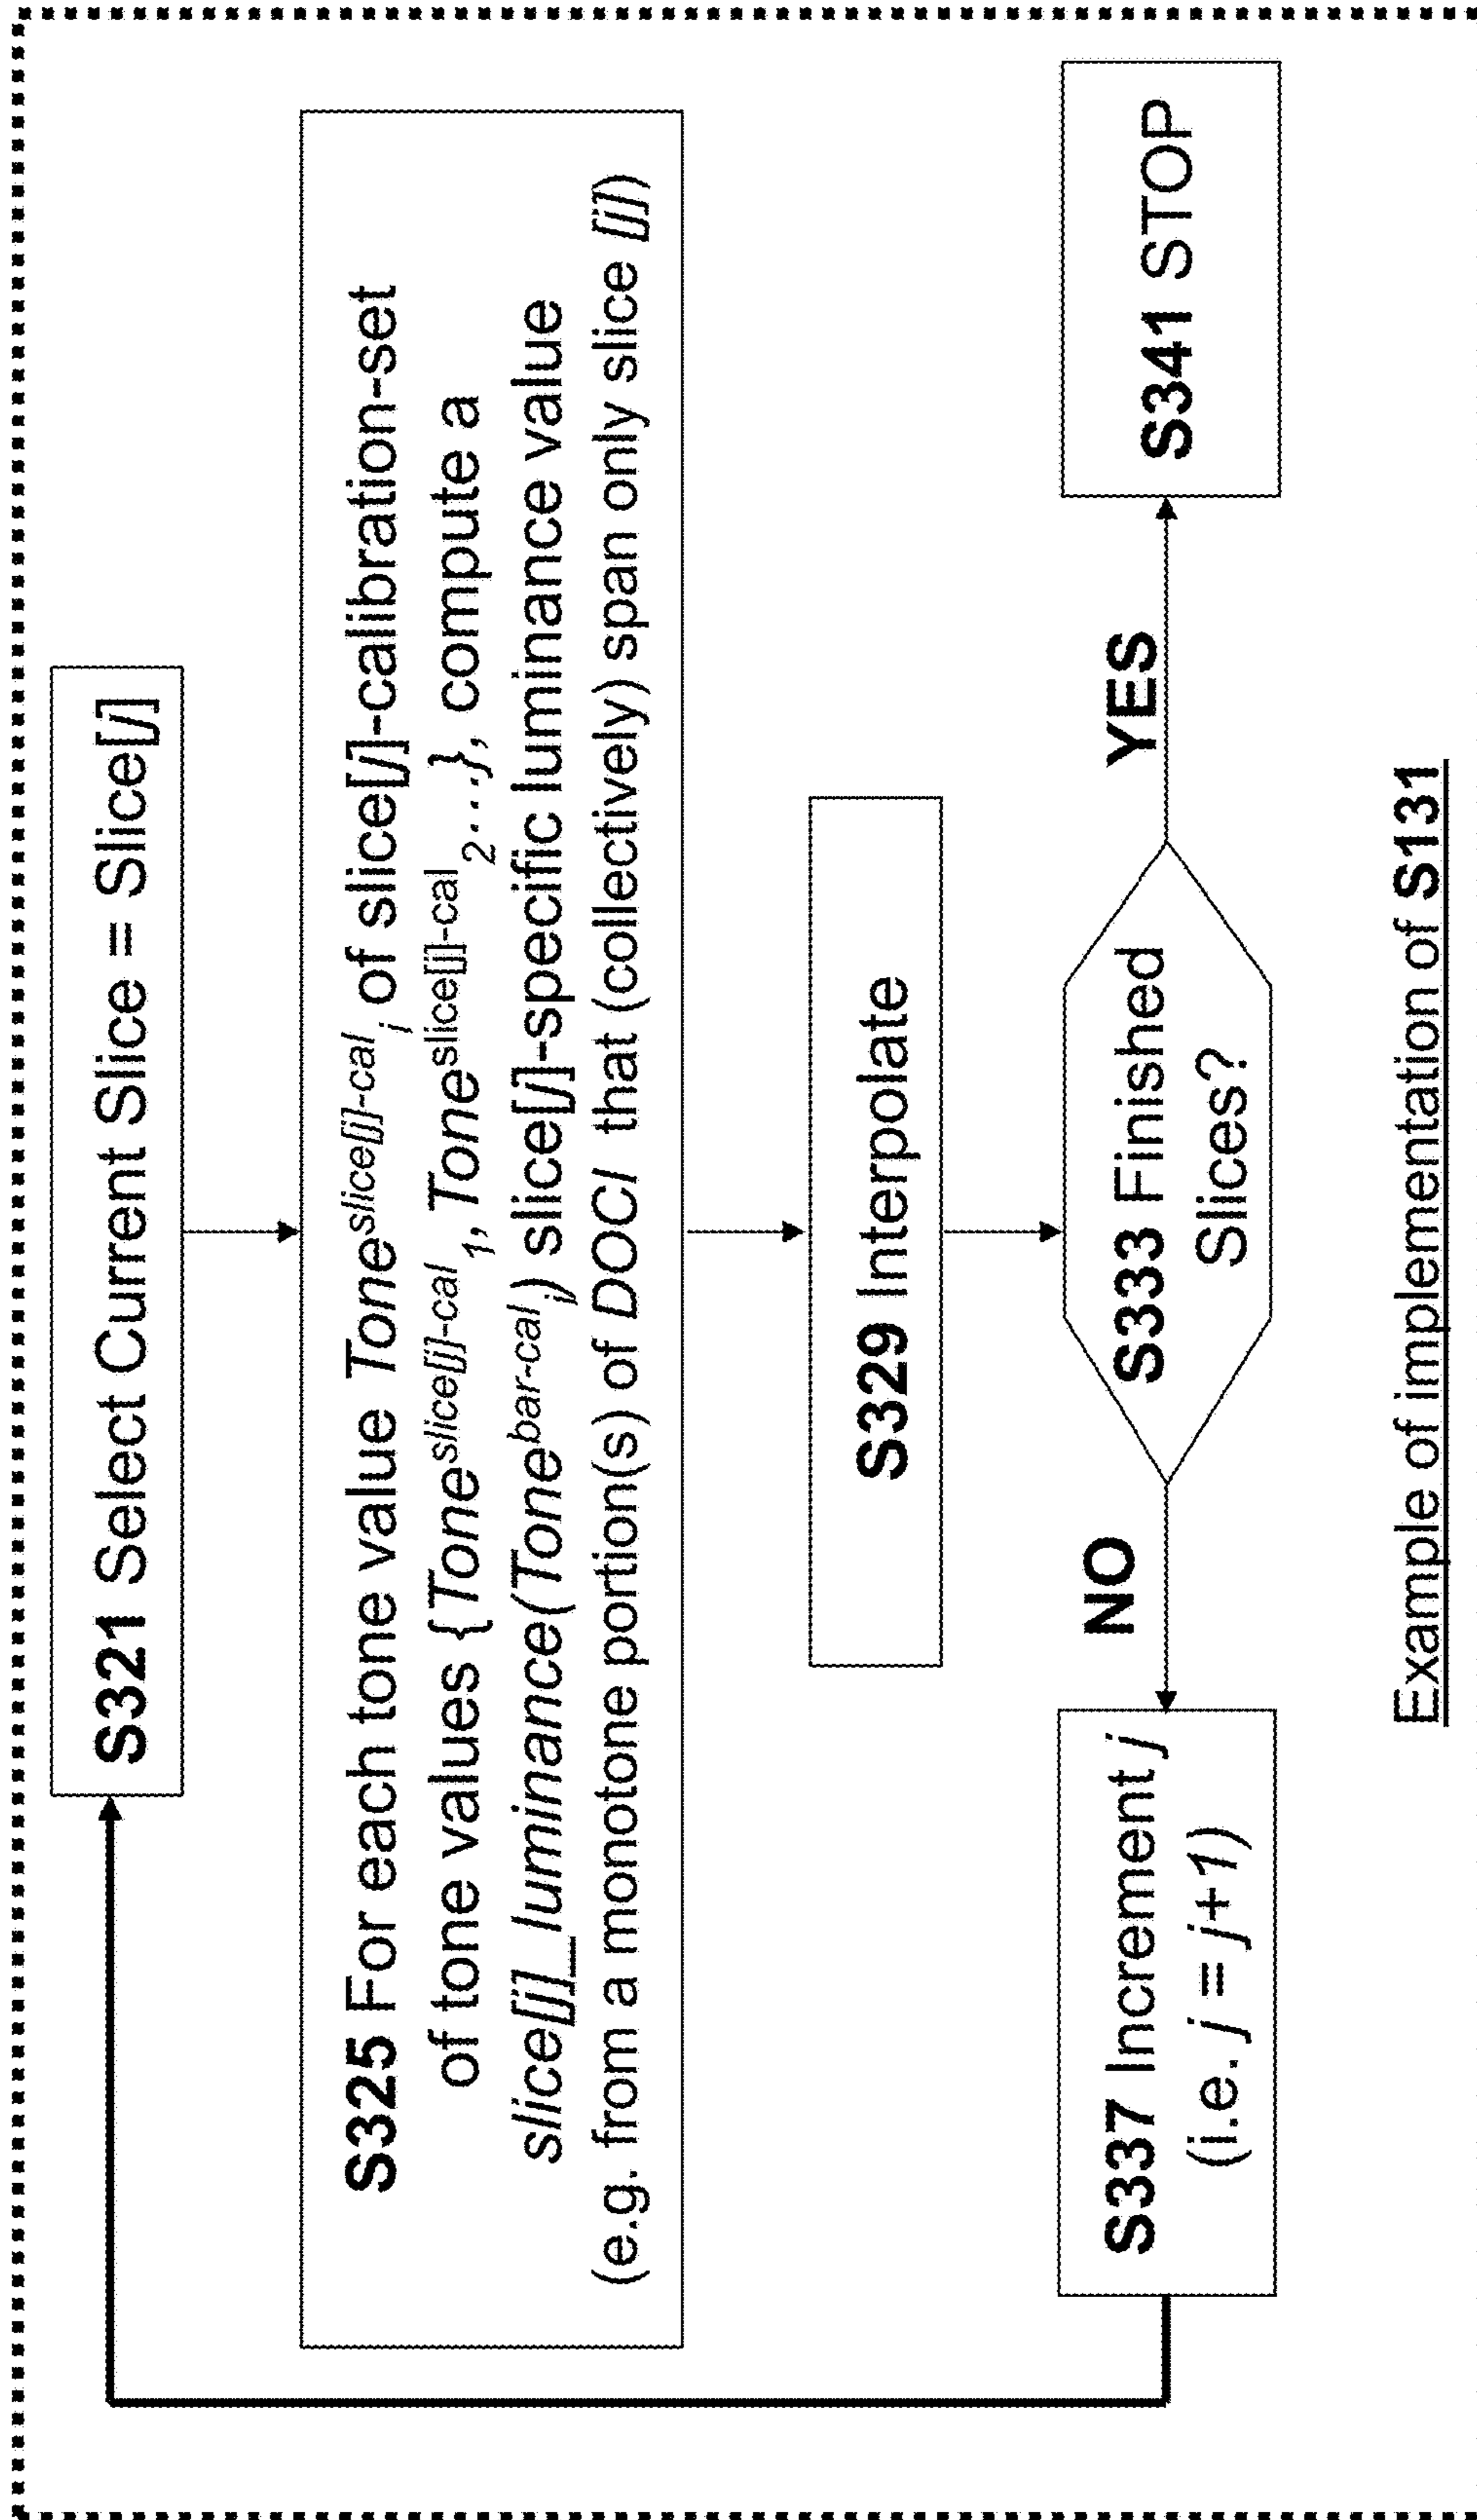 S321 Select Current Slice = Slice[j]
S325 For each tone value Tone^slice[j]-cal_i of slice[j]-calibration-set
of tone values {Tone^slice[j]-cal_1, Tone^slice[j]-cal_2...}, compute a
slice[j]_luminance(Tone^bar-cal_i) slice[j]-specific luminance value
(e.g. from a monotone portion(s) of DOCI that (collectively) span only slice [j])
S329 Interpolate
S333 Finished
Slices?
NO
YES
S337 Increment j
(i.e. j = j+1)
S341 STOP
Example of implementation of S131